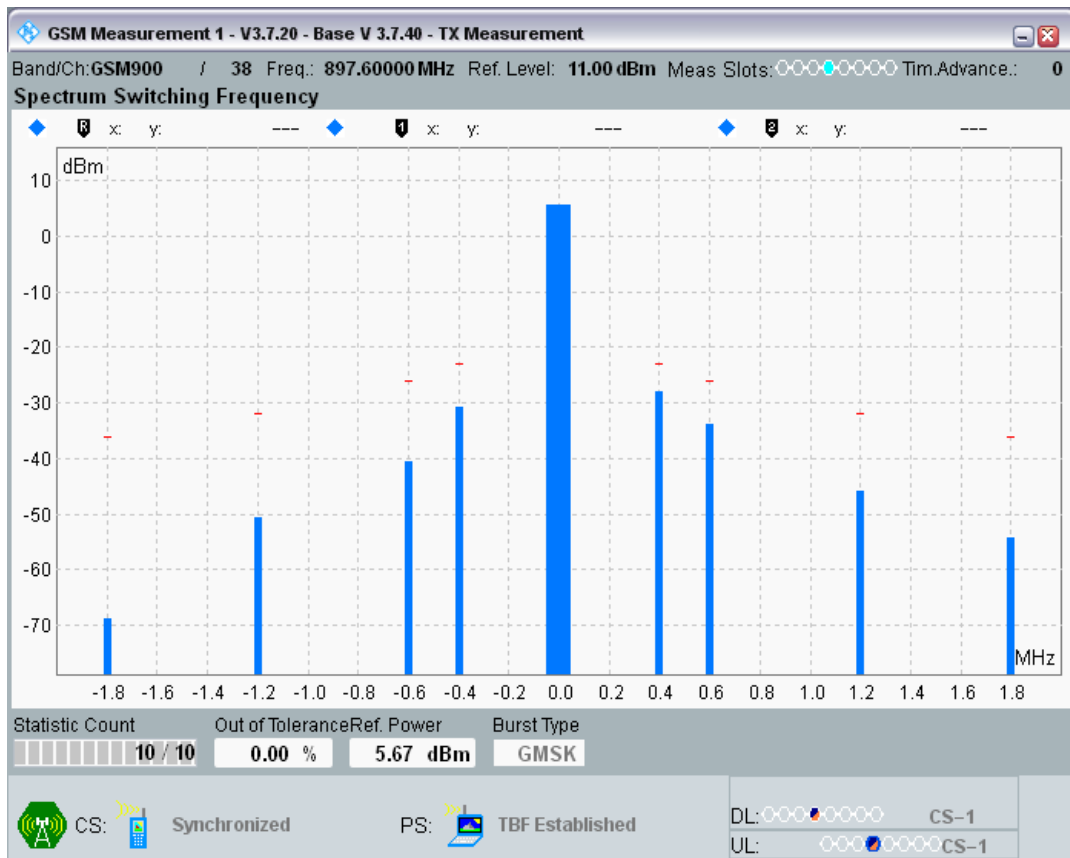 GSM Measurement 1 - V3.7.20 - Base V 3.7.40 - TX Measurement
Band/Ch:GSM900 / 38 Freq.: 897.60000 MHz Ref. Level: 11.00 dBm Meas Slots: Tim.Advance.: 0
Spectrum Switching Frequency
R x: y: --- 1 x: y: --- 2 x: y: ---
dBm
10
0
-10
-20
-30
-40
-50
-60
-70
MHz
-1.8 -1.6 -1.4 -1.2 -1.0 -0.8 -0.6 -0.4 -0.2 0.0 0.2 0.4 0.6 0.8 1.0 1.2 1.4 1.6 1.8
Statistic Count Out of Tolerance Ref. Power Burst Type
10 / 10 0.00 % 5.67 dBm GMSK
CS: Synchronized PS: TBF Established
DL: CS-1
UL: CS-1